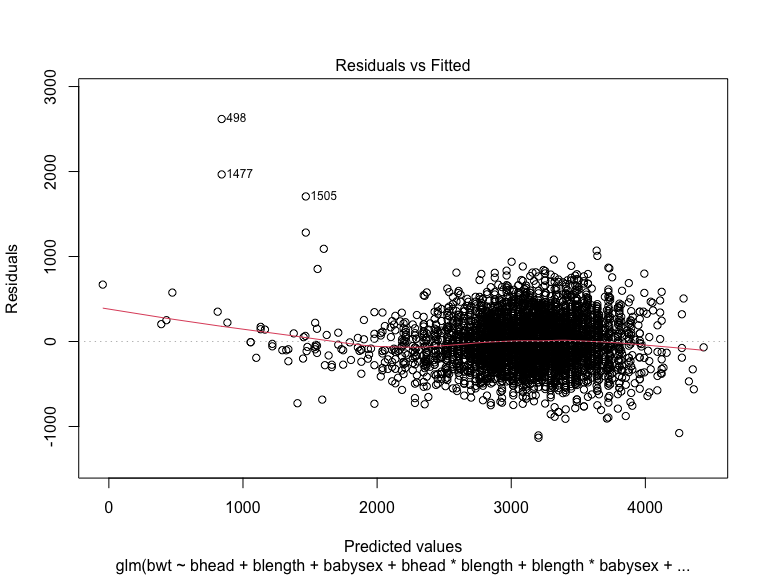 Residuals vs Fitted
3000
2000
1000
0
-1000
Residuals
498
1477
1505
0 1000 2000 3000 4000
Predicted values
glm(bwt ~ bhead + blength + babysex + bhead * blength + blength * babysex + ...